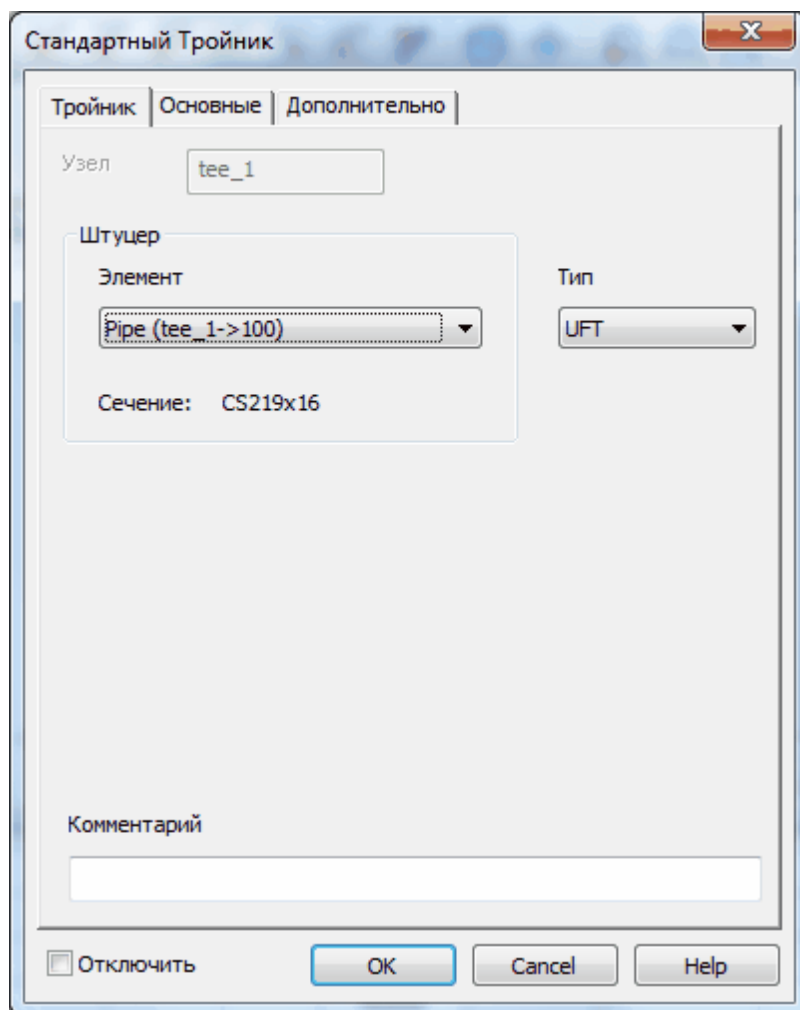 Стандартный Тройник
Тройник Основные Дополнительно
Узел tee_1
Штуцер
Элемент Тип
Pipe (tee_1->100) UFT
Сечение: CS219x16
Комментарий
Отключить OK Cancel Help